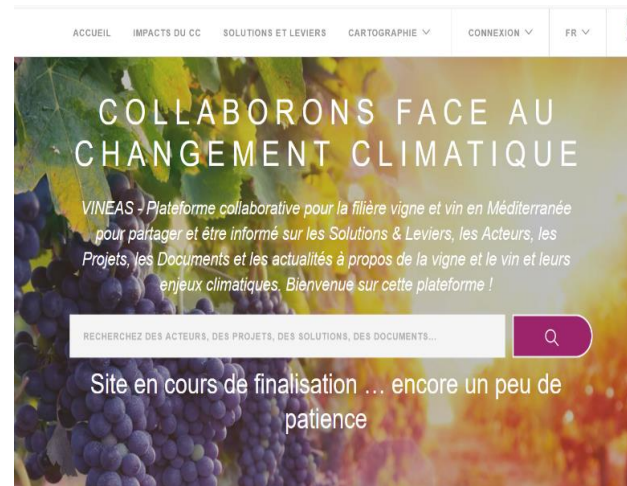 ACCUEIL IMPACTS DU CC SOLUTIONS ET LEVIERS CARTOGRAPHIE CONNEXION FR
COLLABORONS FACE AU
CHANGEMENT CLIMATIQUE
VINEAS - Plateforme collaborative pour la filière vigne et vin en Méditerranée
pour partager et être informé sur les Solutions & Leviers, les Acteurs, les
Projets, les Documents et les actualités à propos de la vigne et le vin et leurs
enjeux climatiques. Bienvenue sur cette plateforme !
RECHERCHEZ DES ACTEURS, DES PROJETS, DES SOLUTIONS, DES DOCUMENTS...
Site en cours de finalisation … encore un peu de
patience